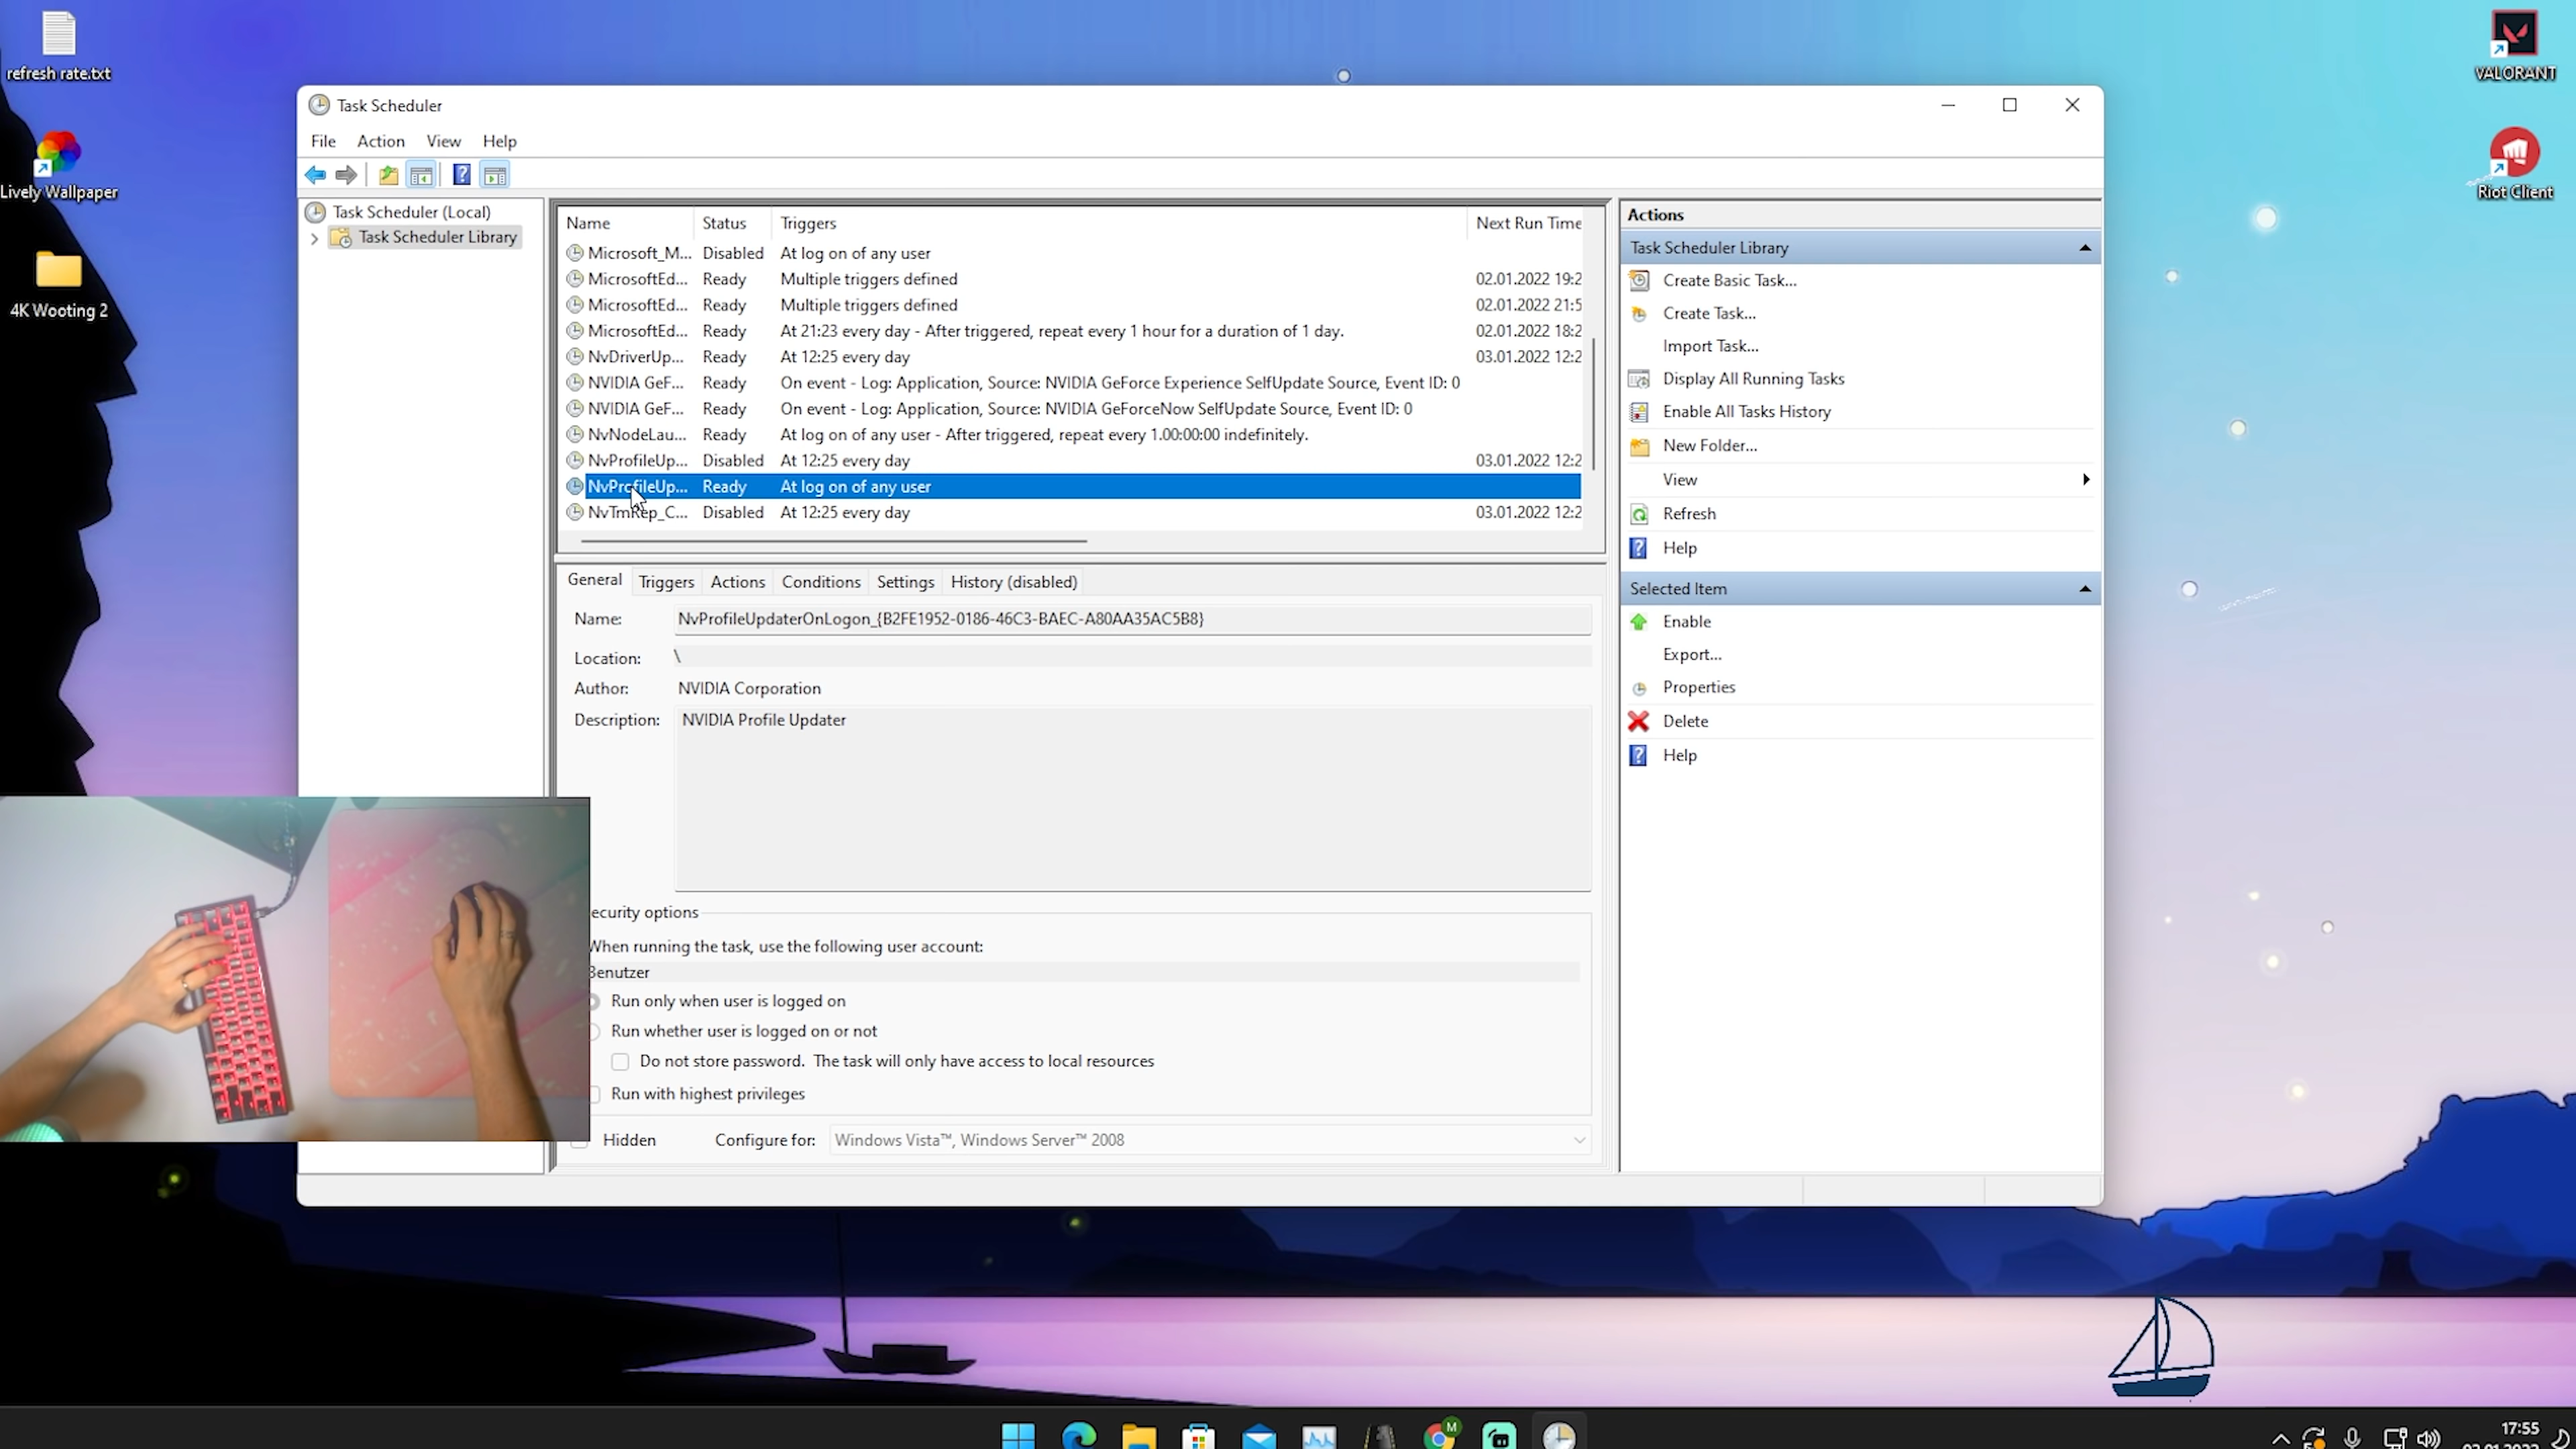 refresh rate.txt
Lively Wallpaper
4K Wooting 2
VALORANT
Riot Client
Task Scheduler
File Action View Help
Task Scheduler (Local)
Task Scheduler Library
Name Status Triggers Next Run Time
Microsoft_M... Disabled At log on of any user
MicrosoftEd... Ready Multiple triggers defined 02.01.2022 19:2
MicrosoftEd... Ready Multiple triggers defined 02.01.2022 21:5
MicrosoftEd... Ready At 21:23 every day - After triggered, repeat every 1 hour for a duration of 1 day. 02.01.2022 18:2
NvDriverUp... Ready At 12:25 every day 03.01.2022 12:2
NVIDIA GeF... Ready On event - Log: Application, Source: NVIDIA GeForce Experience SelfUpdate Source, Event ID: 0
NVIDIA GeF... Ready On event - Log: Application, Source: NVIDIA GeForceNow SelfUpdate Source, Event ID: 0
NvNodeLau... Ready At log on of any user - After triggered, repeat every 1.00:00:00 indefinitely.
NvProfileUp... Disabled At 12:25 every day 03.01.2022 12:2
NvProfileUp... Ready At log on of any user
NvTmRep_C... Disabled At 12:25 every day 03.01.2022 12:2
General Triggers Actions Conditions Settings History (disabled)
Name: NvProfileUpdaterOnLogon_{B2FE1952-0186-46C3-BAEC-A80AA35AC5B8}
Location: \
Author: NVIDIA Corporation
Description: NVIDIA Profile Updater
ecurity options
When running the task, use the following user account:
Benutzer
Run only when user is logged on
Run whether user is logged on or not
Do not store password. The task will only have access to local resources
Run with highest privileges
Hidden Configure for: Windows Vista™, Windows Server™ 2008
Actions
Task Scheduler Library
Create Basic Task...
Create Task...
Import Task...
Display All Running Tasks
Enable All Tasks History
New Folder...
View
Refresh
Help
Selected Item
Enable
Export...
Properties
Delete
Help
M
17:55